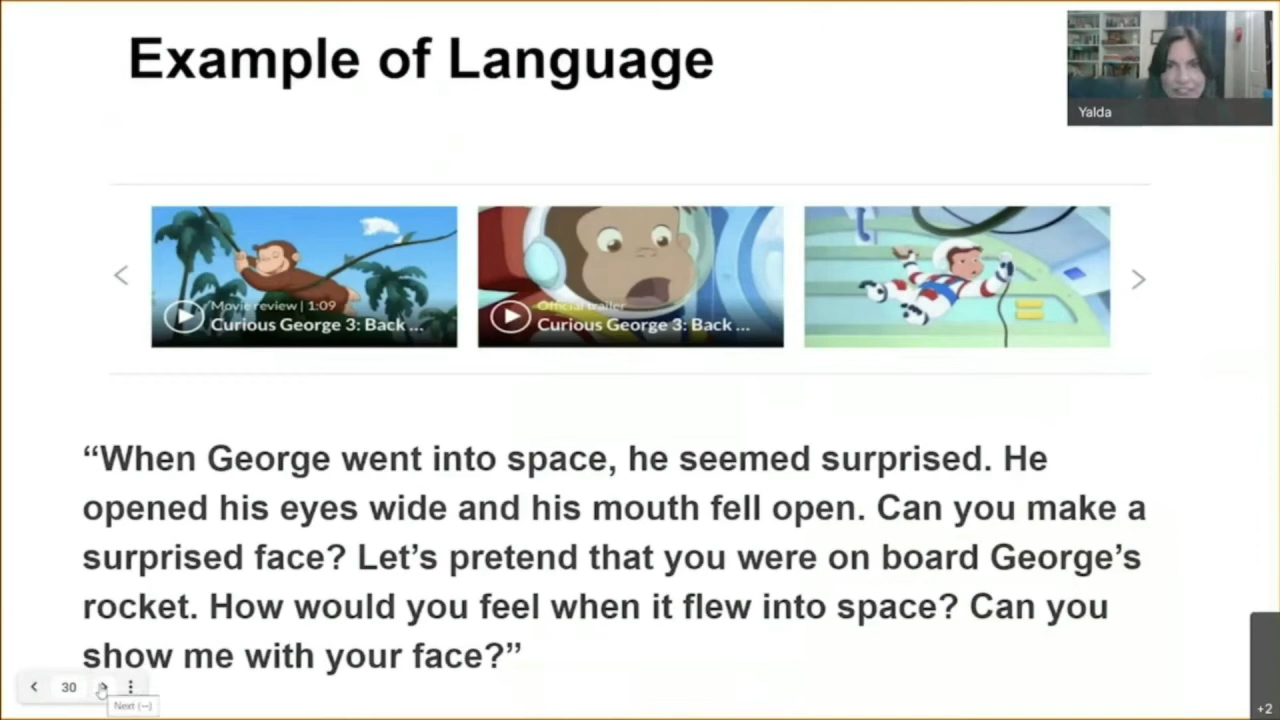 Example of Language
Yalda
Movie review | 1:09
Curious George 3: Back ...
Official trailer
Curious George 3: Back ...
“When George went into space, he seemed surprised. He
opened his eyes wide and his mouth fell open. Can you make a
surprised face? Let’s pretend that you were on board George’s
rocket. How would you feel when it flew into space? Can you
show me with your face?”
30
Next (→)
+2